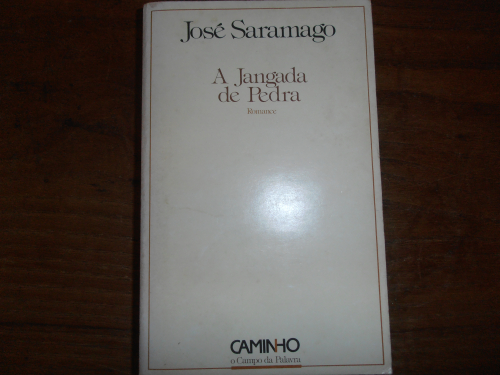 José Saramago
A Jangada
de Pedra
Romance
CAMINHO
o Campo da Palavra